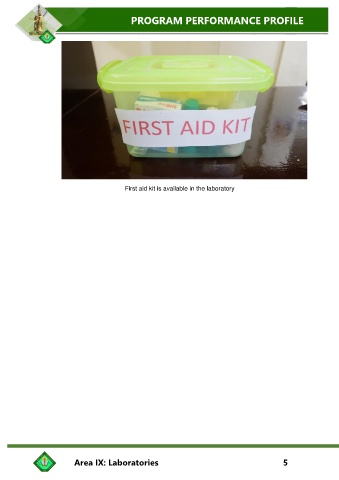 PROGRAM PERFORMANCE PROFILE
FIRST AID KIT
First aid kit is available in the laboratory
Area IX: Laboratories 5